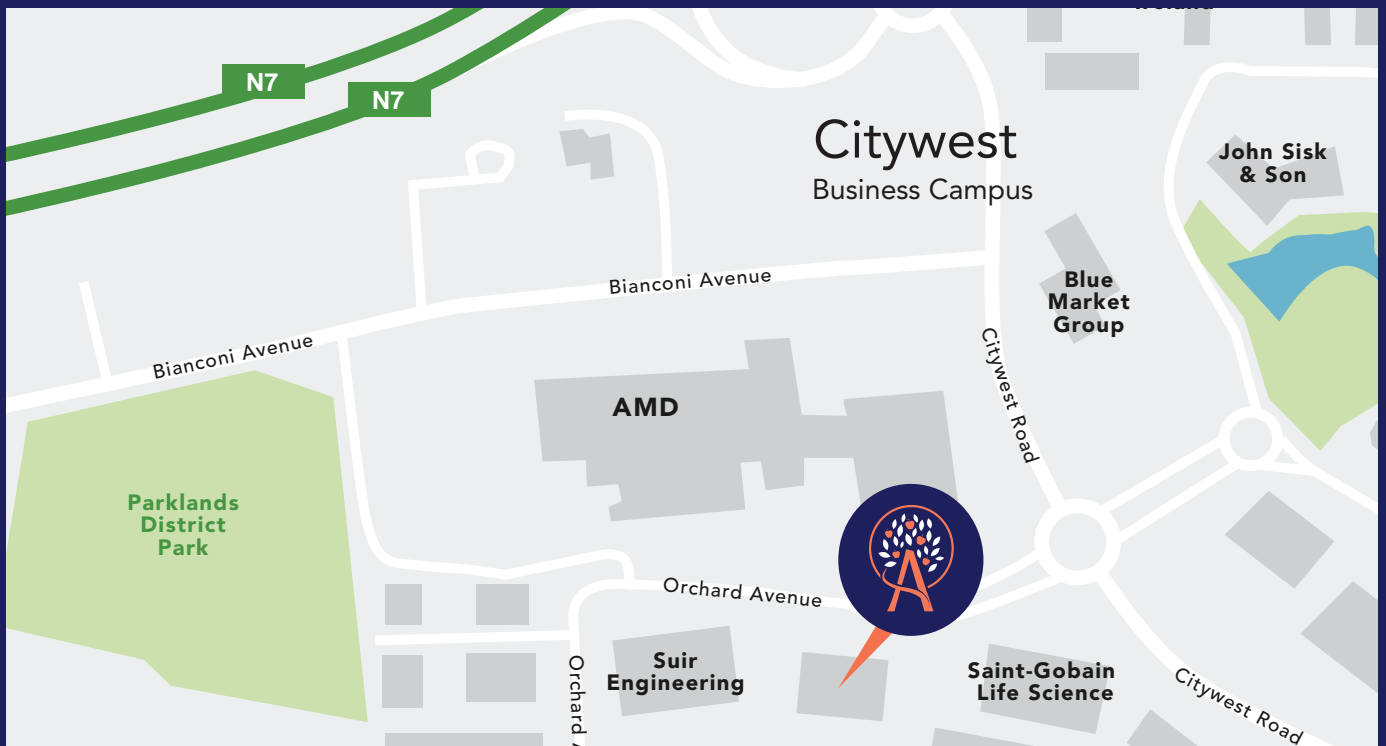 N7
N7
Citywest
Business Campus
John Sisk
& Son
Bianconi Avenue
Blue
Market
Group
Bianconi Avenue
Citywest Road
AMD
Parklands
District
Park
Orchard Avenue
Suir
Engineering
Saint-Gobain
Life Science
Orchard A
Citywest Road